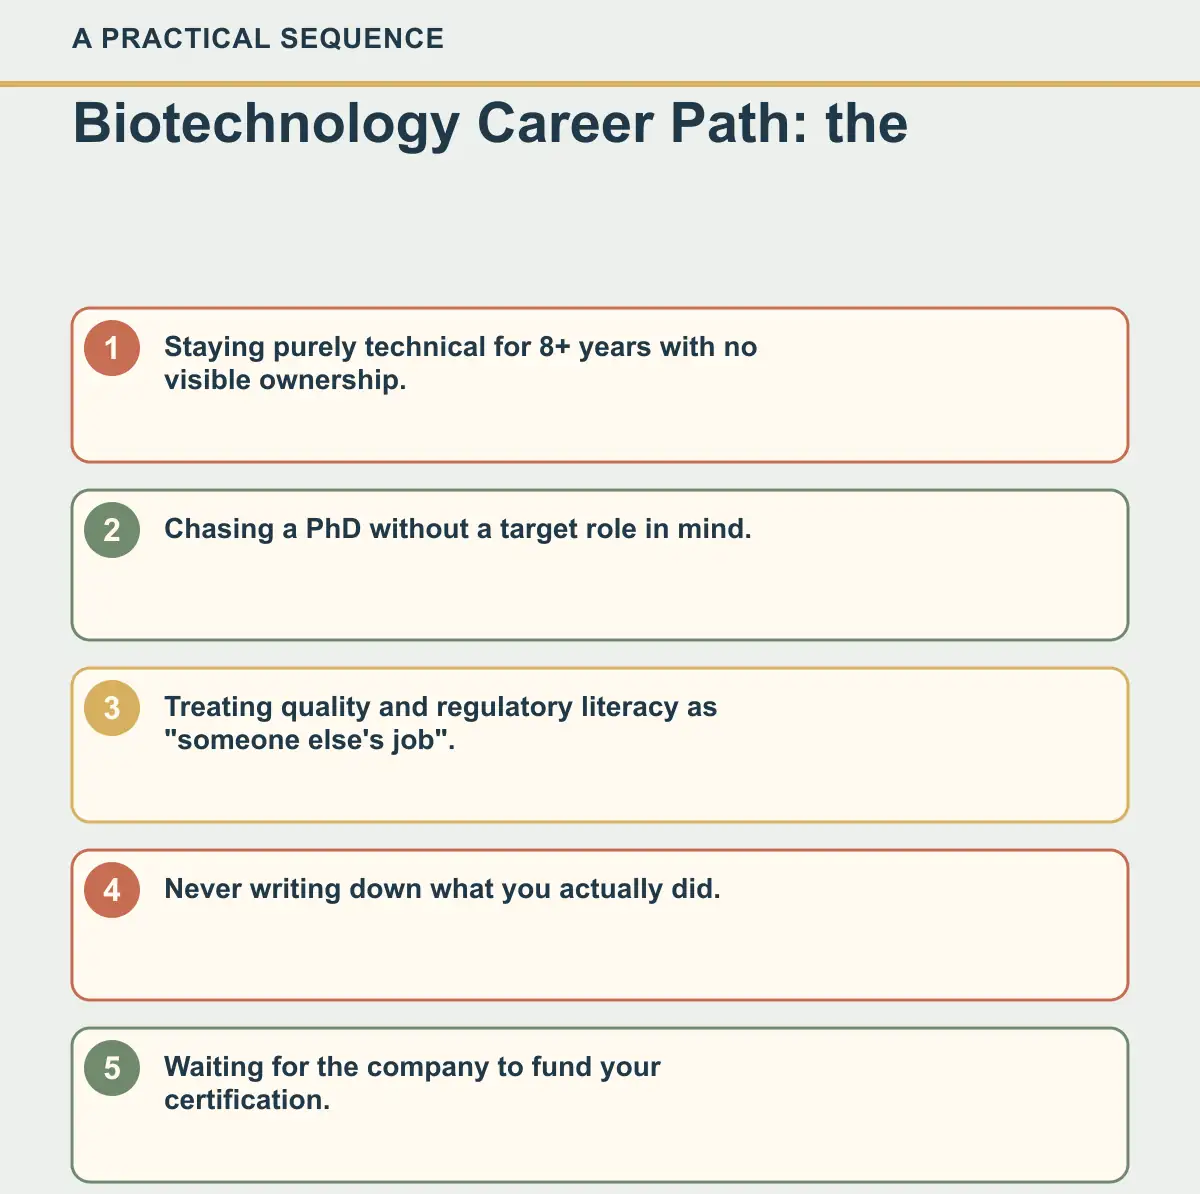 A PRACTICAL SEQUENCE
Biotechnology Career Path: the
1
Staying purely technical for 8+ years with no
visible ownership.
2
Chasing a PhD without a target role in mind.
3
Treating quality and regulatory literacy as
"someone else's job".
4
Never writing down what you actually did.
5
Waiting for the company to fund your
certification.